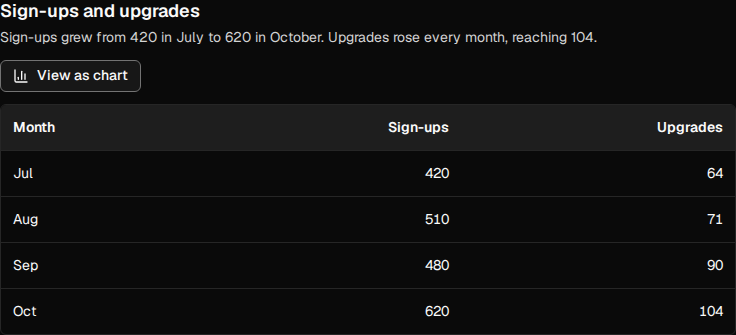 Sign-ups and upgrades
Sign-ups grew from 420 in July to 620 in October. Upgrades rose every month, reaching 104.
View as chart
Month Sign-ups Upgrades
Jul 420 64
Aug 510 71
Sep 480 90
Oct 620 104